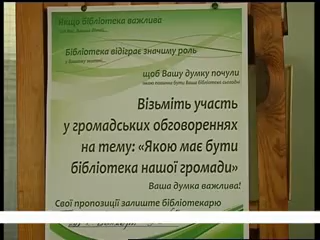 Якщо бібліотека важлива
Бібліотека відіграє значиму роль
щоб Вашу думку почули
Візьміть участь
у громадських обговореннях
на тему: «Якою має бути
бібліотека нашої громади»
Ваша думка важлива!
Свої пропозиції залиште бібліотекарю